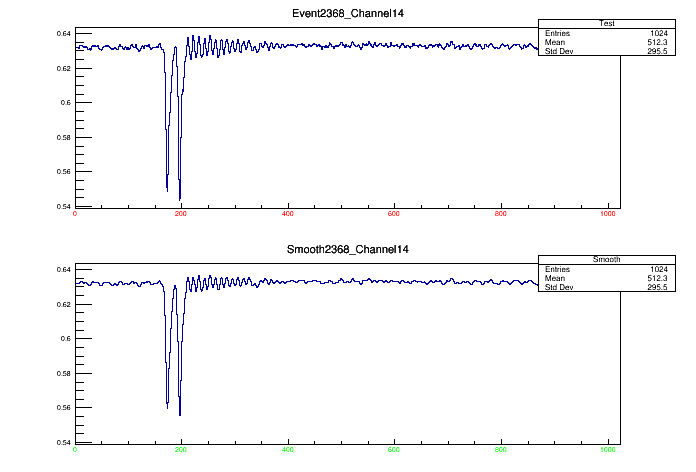 Event2368_Channel14
Test
Entries 1024
Mean 512.3
Std Dev 295.5
0.64
0.62
0.6
0.58
0.56
0.54
0 200 400 600 800 1000
Smooth2368_Channel14
Smooth
Entries 1024
Mean 512.3
Std Dev 295.5
0.64
0.62
0.6
0.58
0.56
0.54
0 200 400 600 800 1000